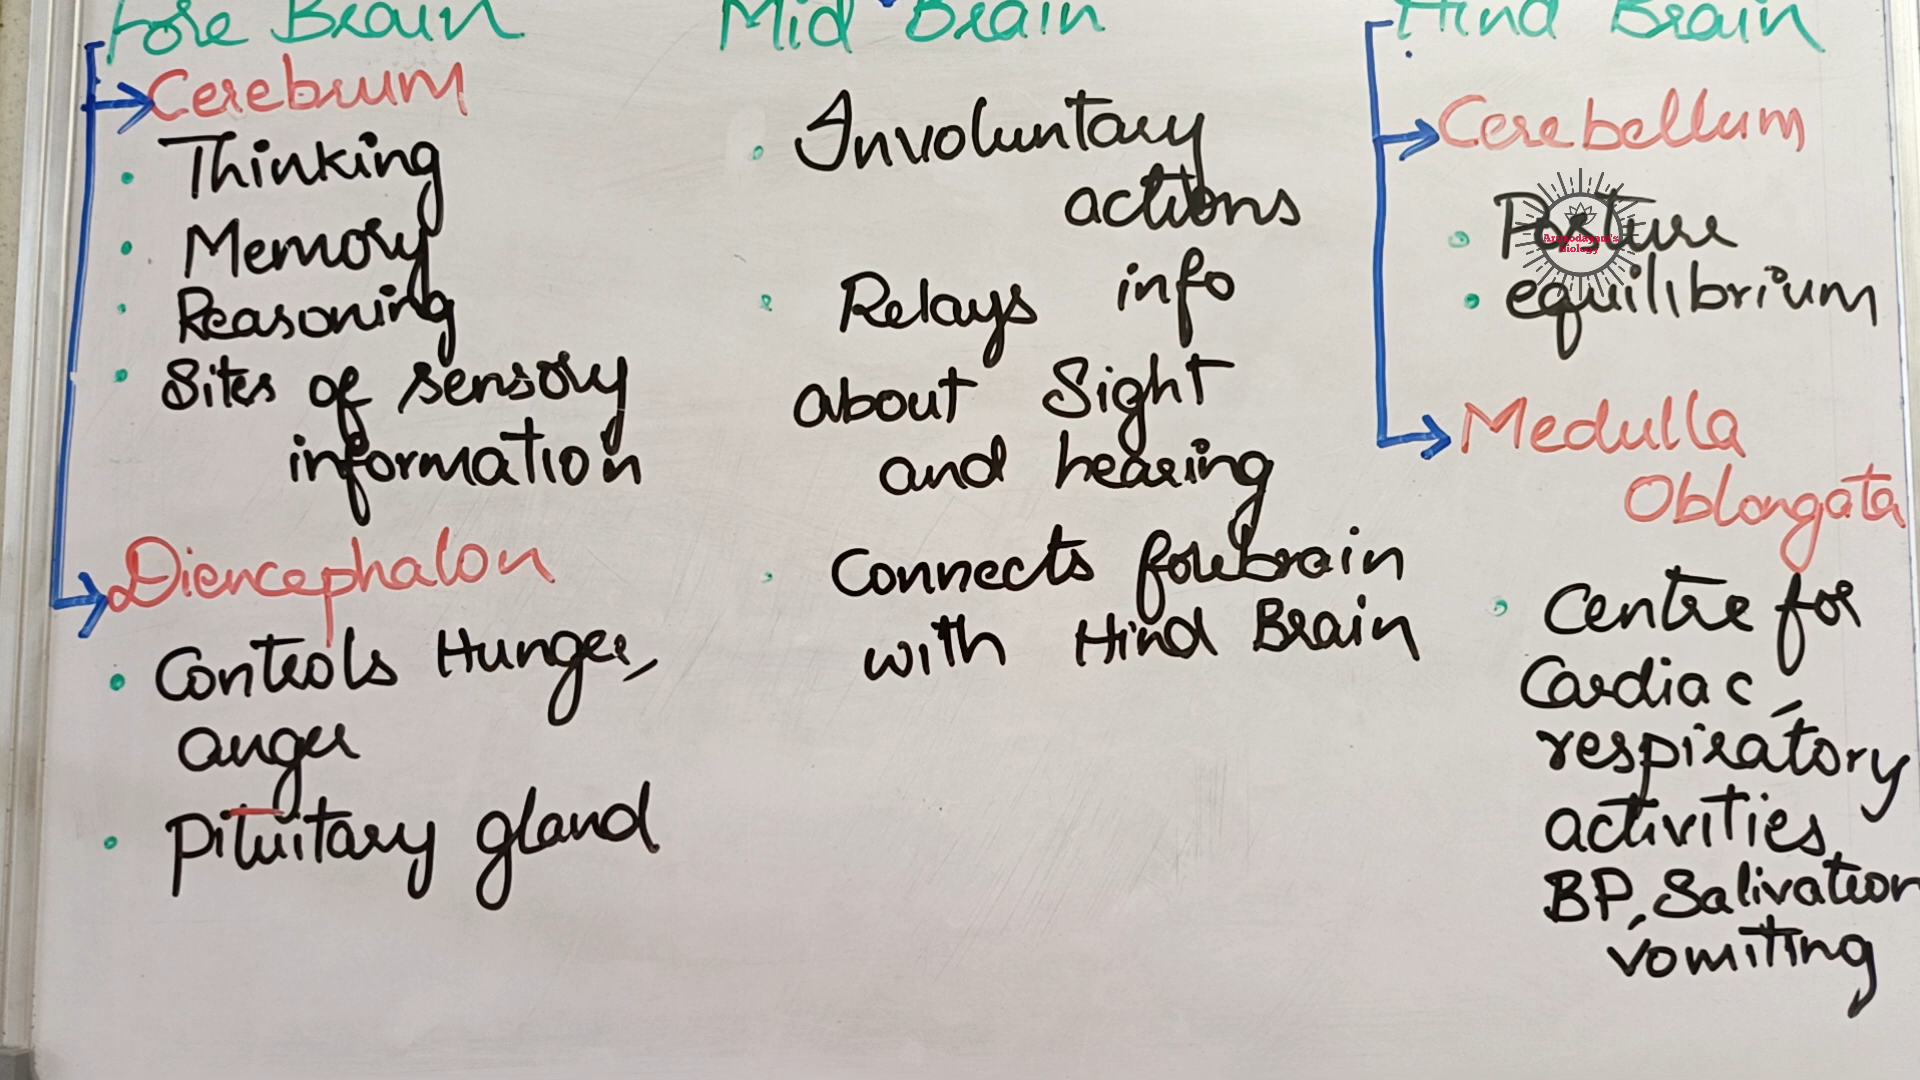 Fore Brain
Cerebrum
Thinking
Memory
Reasoning
Sites of sensory
information
Diencephalon
Controls Hunger,
anger
Pituitary gland
Mid Brain
Involuntary
actions
Relays info
about Sight
and hearing
Connects forebrain
with Hind Brain
Hind Brain
Cerebellum
Posture
equilibrium
Medulla
Oblongata
Centre for
Cardiac,
respiratory
activities,
BP, Salivation
vomiting
Arunodayam's
Biology